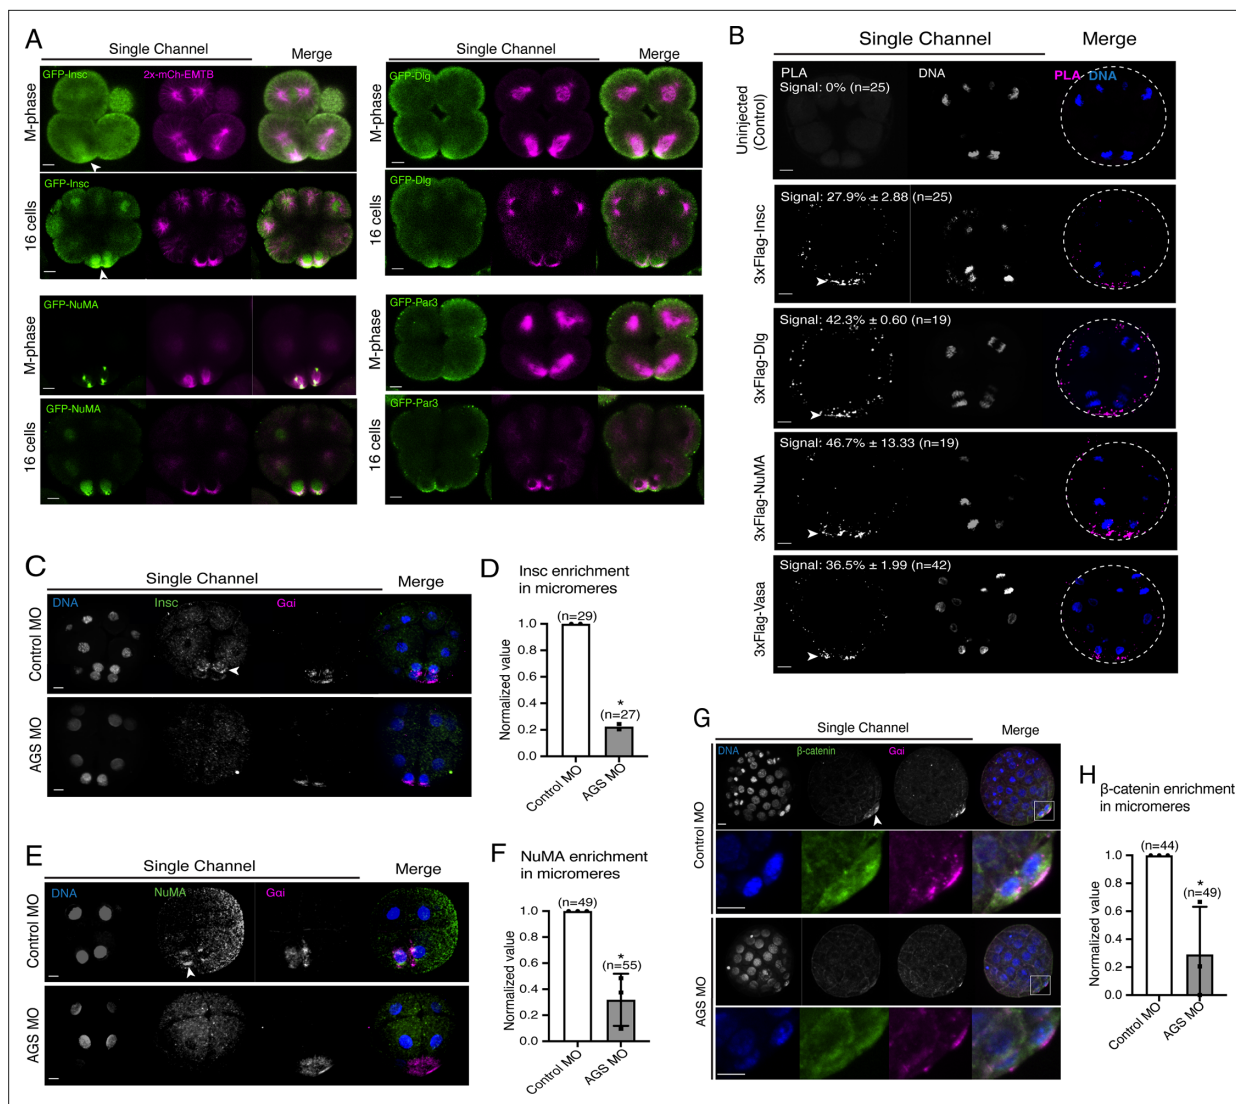 A
Single Channel
Merge
Single Channel
Merge
M-phase
GFP-Insc
2x-mCh-EMTB
GFP-Dlg
16 cells
GFP-Insc
GFP-Dlg
M-phase
GFP-NuMA
GFP-Par3
16 cells
GFP-NuMA
GFP-Par3
M-phase
16 cells
M-phase
16 cells
B
Single Channel
Merge
Uninjected
(Control)
PLA
DNA
PLA DNA
Signal: 0% (n=25)
3xFlag-Insc
Signal: 27.9% ± 2.88 (n=25)
3xFlag-Dlg
Signal: 42.3% ± 0.60 (n=19)
3xFlag-NuMA
Signal: 46.7% ± 13.33 (n=19)
3xFlag-Vasa
Signal: 36.5% ± 1.99 (n=42)
C
Single Channel
Merge
Control MO
DNA
Insc
Gαi
AGS MO
D
Insc enrichment
in micromeres
(n=29)
*
(n=27)
Normalized value
1.0
0.8
0.6
0.4
0.2
0.0
Control MO
AGS MO
E
Single Channel
Merge
Control MO
DNA
NuMA
Gαi
AGS MO
F
NuMA enrichment
in micromeres
(n=49)
*
(n=55)
Normalized value
1.0
0.8
0.6
0.4
0.2
0.0
Control MO
AGS MO
G
Single Channel
Merge
Control MO
DNA
β-catenin
Gαi
AGS MO
H
β-catenin enrichment
in micromeres
(n=44)
*
(n=49)
Normalized value
1.0
0.8
0.6
0.4
0.2
0.0
Control MO
AGS MO